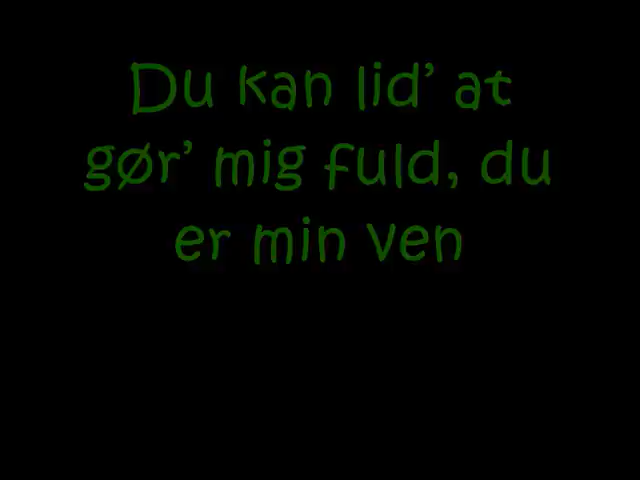 Du kan lid’ at
gør’ mig fuld, du
er min ven